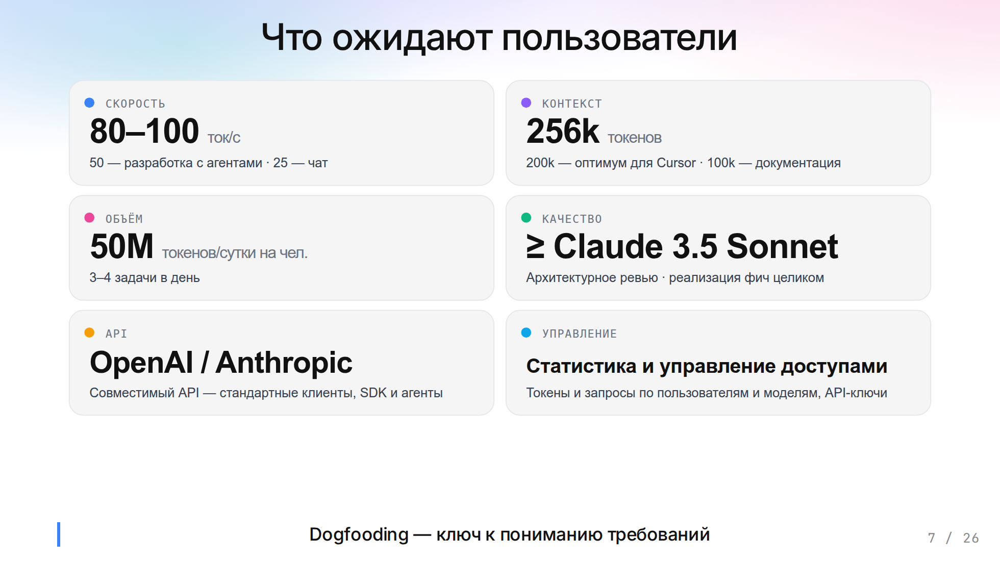 Что ожидают пользователи
СКОРОСТЬ
80–100 ток/с
50 — разработка с агентами · 25 — чат
КОНТЕКСТ
256k токенов
200k — оптимум для Cursor · 100k — документация
ОБЪЁМ
50M токенов/сутки на чел.
3–4 задачи в день
КАЧЕСТВО
≥ Claude 3.5 Sonnet
Архитектурное ревью · реализация фич целиком
API
OpenAI / Anthropic
Совместимый API — стандартные клиенты, SDK и агенты
УПРАВЛЕНИЕ
Статистика и управление доступами
Токены и запросы по пользователям и моделям, API-ключи
Dogfooding — ключ к пониманию требований
7 / 26